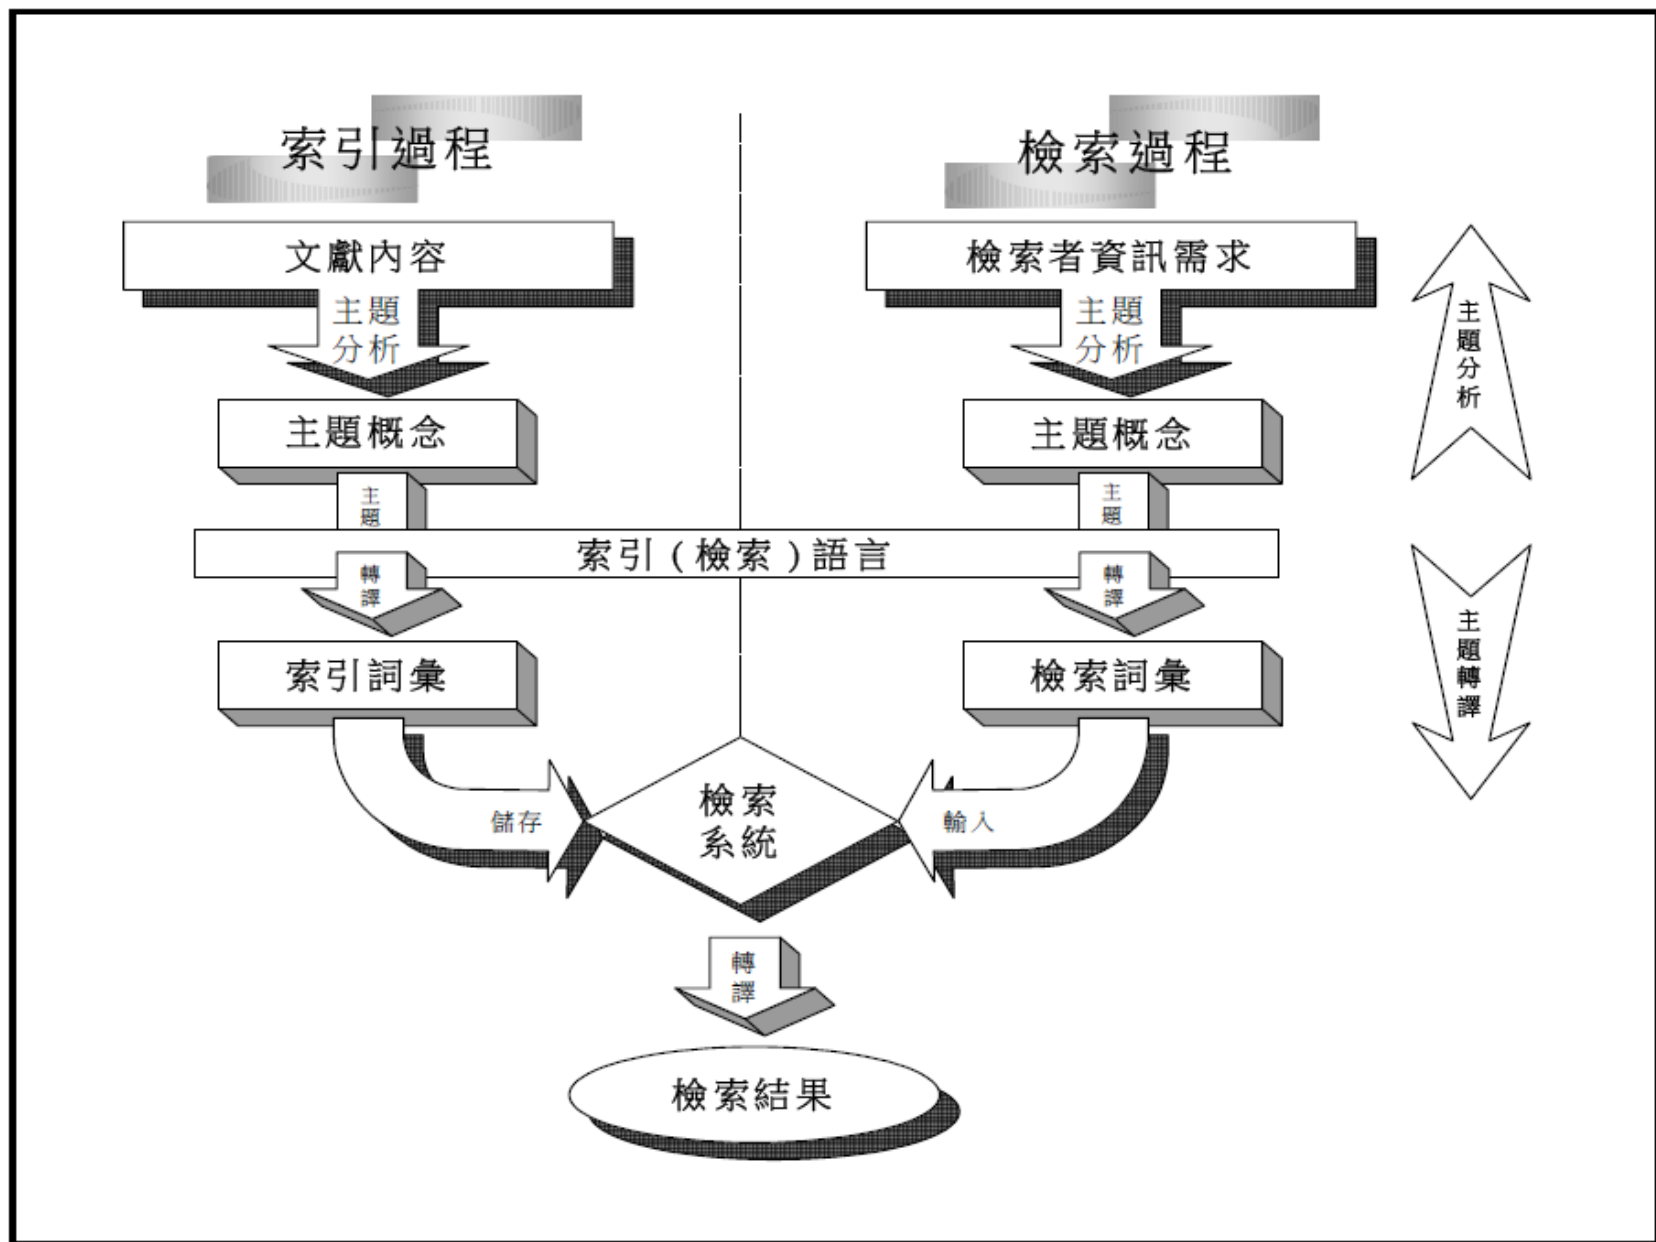 索引過程
文獻內容
主題
分析
主題概念
主
題
轉
譯
索引詞彙
儲存
檢索過程
檢索者資訊需求
主題
分析
主題概念
主
題
轉
譯
檢索詞彙
輸入
索引(檢索)語言
檢索
系統
轉
譯
檢索結果
主
題
分
析
主
題
轉
譯